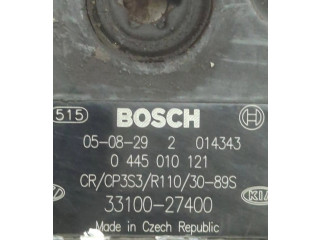 515 BOSCH
05-08-29 2 014343
0 445 010 121
CR/CP3S3/R110/30-89S
33100-27400 KIA
Made in Czech Republic